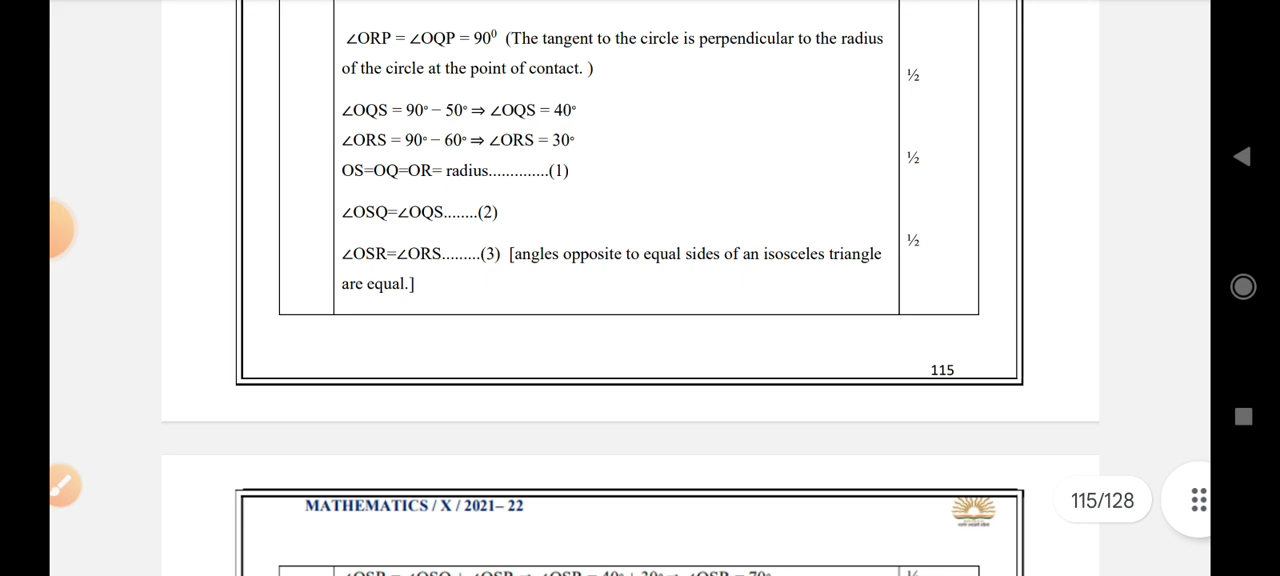 ∠ORP = ∠OQP = 90⁰ (The tangent to the circle is perpendicular to the radius
of the circle at the point of contact. )
½
∠OQS = 90° − 50° ⇒ ∠OQS = 40°
∠ORS = 90° − 60° ⇒ ∠ORS = 30°
½
OS=OQ=OR= radius..............(1)
∠OSQ=∠OQS........(2)
½
∠OSR=∠ORS.........(3) [angles opposite to equal sides of an isosceles triangle
are equal.]
115
115/128
MATHEMATICS / X / 2021– 22